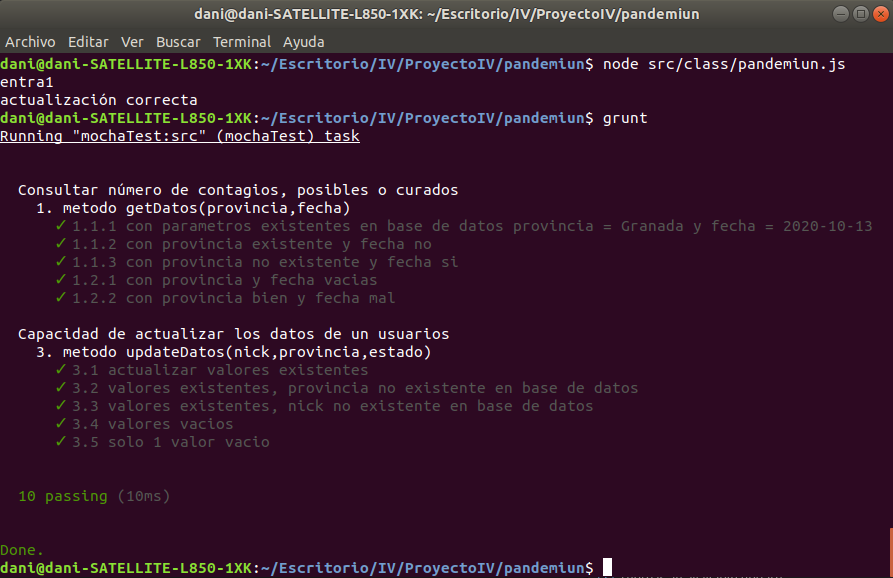 dani@dani-SATELLITE-L850-1XK: ~/Escritorio/IV/ProyectoIV/pandemiun
Archivo Editar Ver Buscar Terminal Ayuda
dani@dani-SATELLITE-L850-1XK:~/Escritorio/IV/ProyectoIV/pandemiun$ node src/class/pandemiun.js
entra1
actualización correcta
dani@dani-SATELLITE-L850-1XK:~/Escritorio/IV/ProyectoIV/pandemiun$ grunt
Running "mochaTest:src" (mochaTest) task
Consultar número de contagios, posibles o curados
1. metodo getDatos(provincia,fecha)
✓ 1.1.1 con parametros existentes en base de datos provincia = Granada y fecha = 2020-10-13
✓ 1.1.2 con provincia existente y fecha no
✓ 1.1.3 con provincia no existente y fecha si
✓ 1.2.1 con provincia y fecha vacias
✓ 1.2.2 con provincia bien y fecha mal
Capacidad de actualizar los datos de un usuarios
3. metodo updateDatos(nick,provincia,estado)
✓ 3.1 actualizar valores existentes
✓ 3.2 valores existentes, provincia no existente en base de datos
✓ 3.3 valores existentes, nick no existente en base de datos
✓ 3.4 valores vacios
✓ 3.5 solo 1 valor vacio
10 passing (10ms)
Done.
dani@dani-SATELLITE-L850-1XK:~/Escritorio/IV/ProyectoIV/pandemiun$